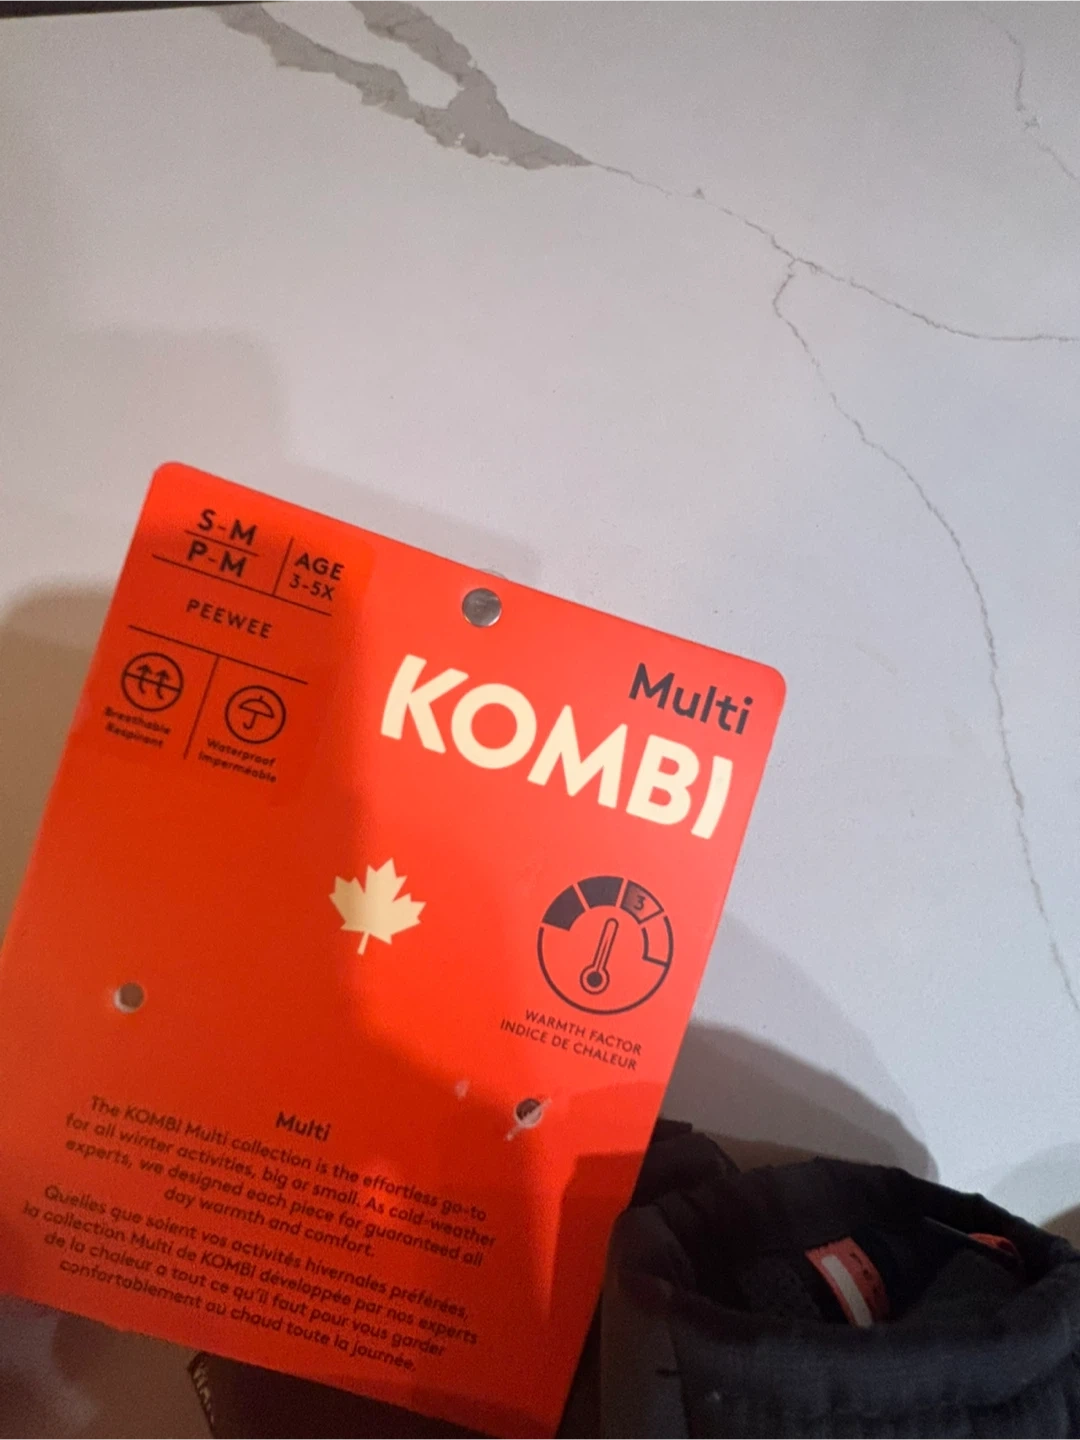 S-M
P-M
AGE
3-5X
PEEWEE
Breathable
Respirant
Waterproof
Imperméable
Multi
KOMBI
3
WARMTH FACTOR
INDICE DE CHALEUR
Multi
The KOMBI Multi collection is the effortless go-to
for all winter activities, big or small. As cold-weather
experts, we designed each piece for guaranteed all
day warmth and comfort.
Quelles que soient vos activités hivernales préférées,
la collection Multi de KOMBI développée par nos experts
de la chaleur a tout ce qu'il faut pour vous garder
confortablement au chaud toute la journée.